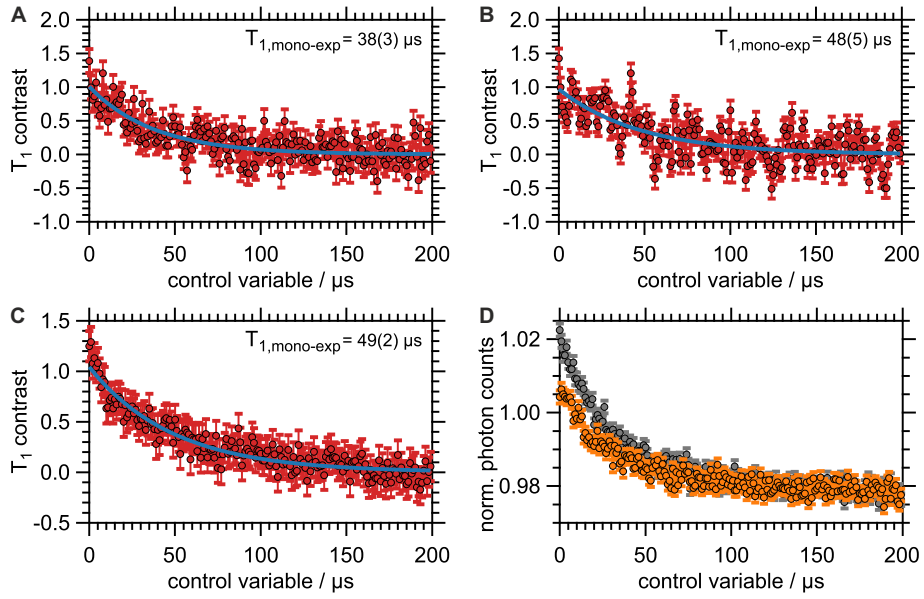 A
T1,mono-exp = 38(3) µs
T1 contrast
2.0
1.5
1.0
0.5
0.0
-0.5
1.0
0 50 100 150 200
control variable / µs
B
T1,mono-exp = 48(5) µs
T1 contrast
2.0
1.5
1.0
0.5
0.0
-0.5
1.0
0 50 100 150 200
control variable / µs
C
T1,mono-exp = 49(2) µs
T1 contrast
1.5
1.0
0.5
0.0
-0.5
0 50 100 150 200
control variable / µs
D
norm. photon counts
1.02
1.00
0.98
0 50 100 150 200
control variable / µs